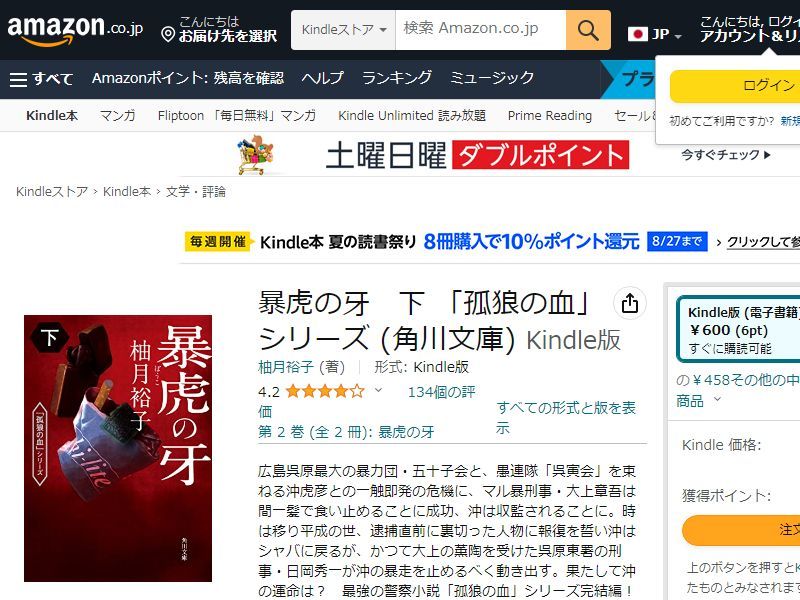 amazon.co.jp
こんにちは
お届け先を選択
Kindleストア
検索 Amazon.co.jp
JP
こんにちは, ログイ
アカウント&リ
すべて
Amazonポイント: 残高を確認
ヘルプ
ランキング
ミュージック
プラ
ログイン
初めてご利用ですか? 新規
Kindle本
マンガ
Fliptoon 「毎日無料」マンガ
Kindle Unlimited 読み放題
Prime Reading
セール&
土曜日曜 ダブルポイント
今すぐチェック
Kindleストア › Kindle本 › 文学・評論
毎週開催 Kindle本 夏の読書祭り 8冊購入で10%ポイント還元 8/27まで › クリックして参
下
暴虎の牙
ぼうこ
柚月裕子
「孤狼の血」シリーズ
hi-lite
角川文庫
暴虎の牙 下 「孤狼の血」
シリーズ (角川文庫) Kindle版
柚月裕子 (著) 形式: Kindle版
4.2
134個の評
価
すべての形式と版を表
示
第 2 巻 (全 2 冊): 暴虎の牙
広島呉原最大の暴力団・五十子会と、愚連隊「呉寅会」を束
ねる沖虎彦との一触即発の危機に、マル暴刑事・大上章吾は
間一髪で食い止めることに成功、沖は収監されることに。時
は移り平成の世、逮捕直前に裏切った人物に報復を誓い沖は
シャバに戻るが、かつて大上の薫陶を受けた呉原東署の刑
事・日岡秀一が沖の暴走を止めるべく動き出す。果たして沖
の運命は? 最強の警察小説「孤狼の血」シリーズ完結編！
Kindle版 (電子書籍)
￥600 (6pt)
すぐに購読可能
の￥458その他の中
商品
Kindle 価格:
獲得ポイント:
注文
上のボタンを押すとK
たものとみなされます